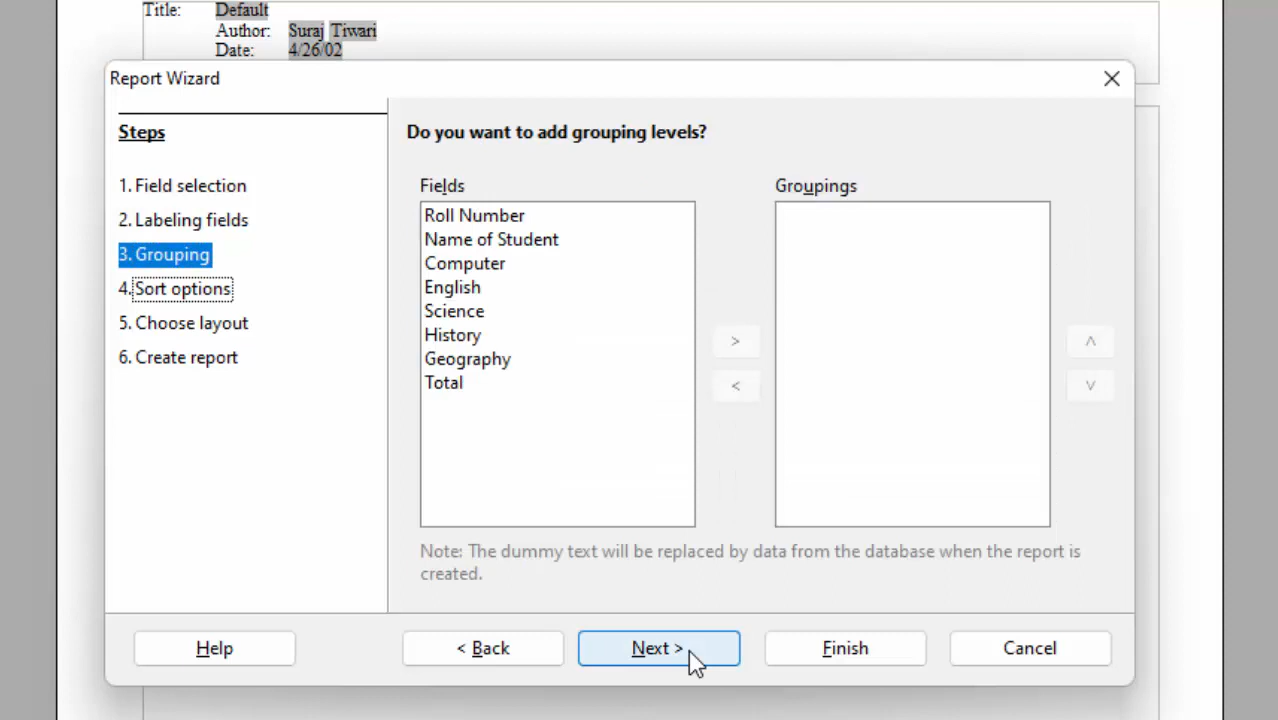 Title: Default
Author: Suraj Tiwari
Date: 4/26/02
Report Wizard
Steps
1. Field selection
2. Labeling fields
3. Grouping
4. Sort options
5. Choose layout
6. Create report
Do you want to add grouping levels?
Fields
Roll Number
Name of Student
Computer
English
Science
History
Geography
Total
>
<
Groupings
Note: The dummy text will be replaced by data from the database when the report is
created.
Help
< Back
Next >
Finish
Cancel